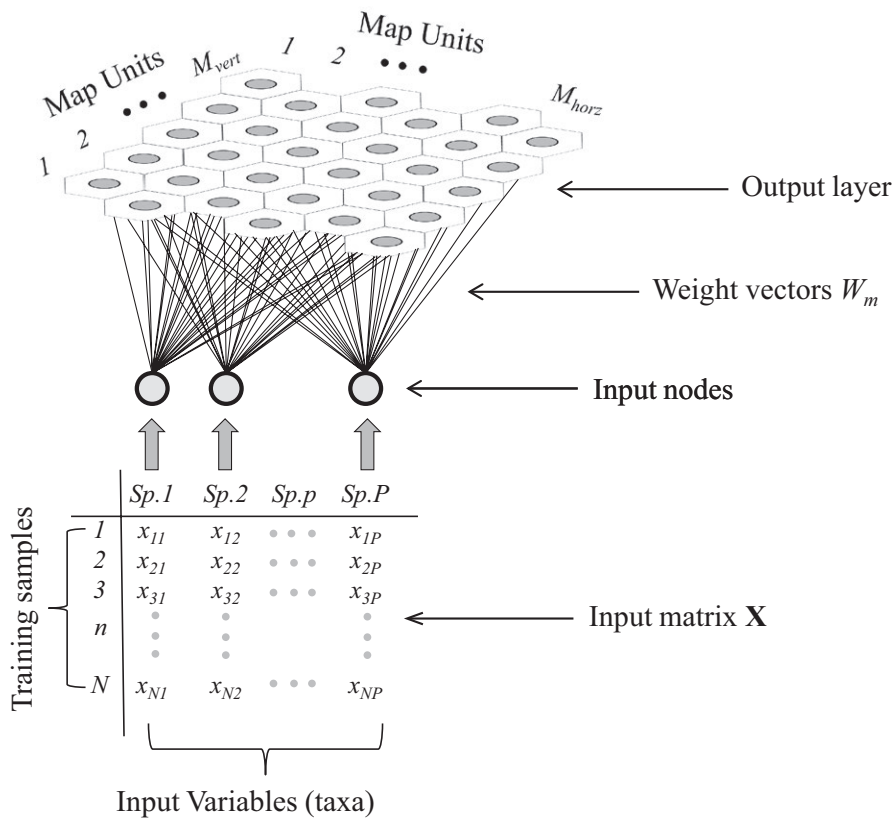 Map Units
1 2 • • • M_vert
Map Units
1 2 • • • M_horz
Output layer
Weight vectors W_m
Input nodes
Sp.1 Sp.2 Sp.p Sp.P
1 x_11 x_12 • • • x_1P
2 x_21 x_22 • • • x_2P
3 x_31 x_32 • • • x_3P
n
N x_N1 x_N2 • • • x_NP
Training samples
Input matrix X
Input Variables (taxa)